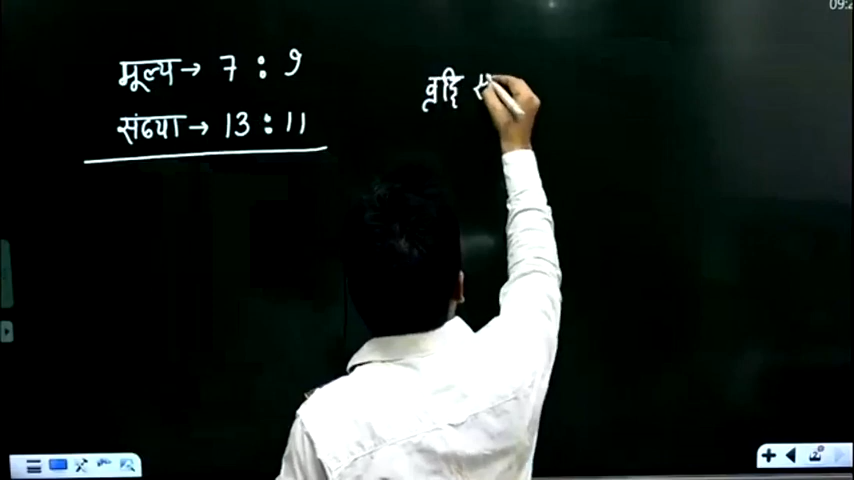 मूल्य → 7 : 9
संख्या → 13 : 11
वृद्धि